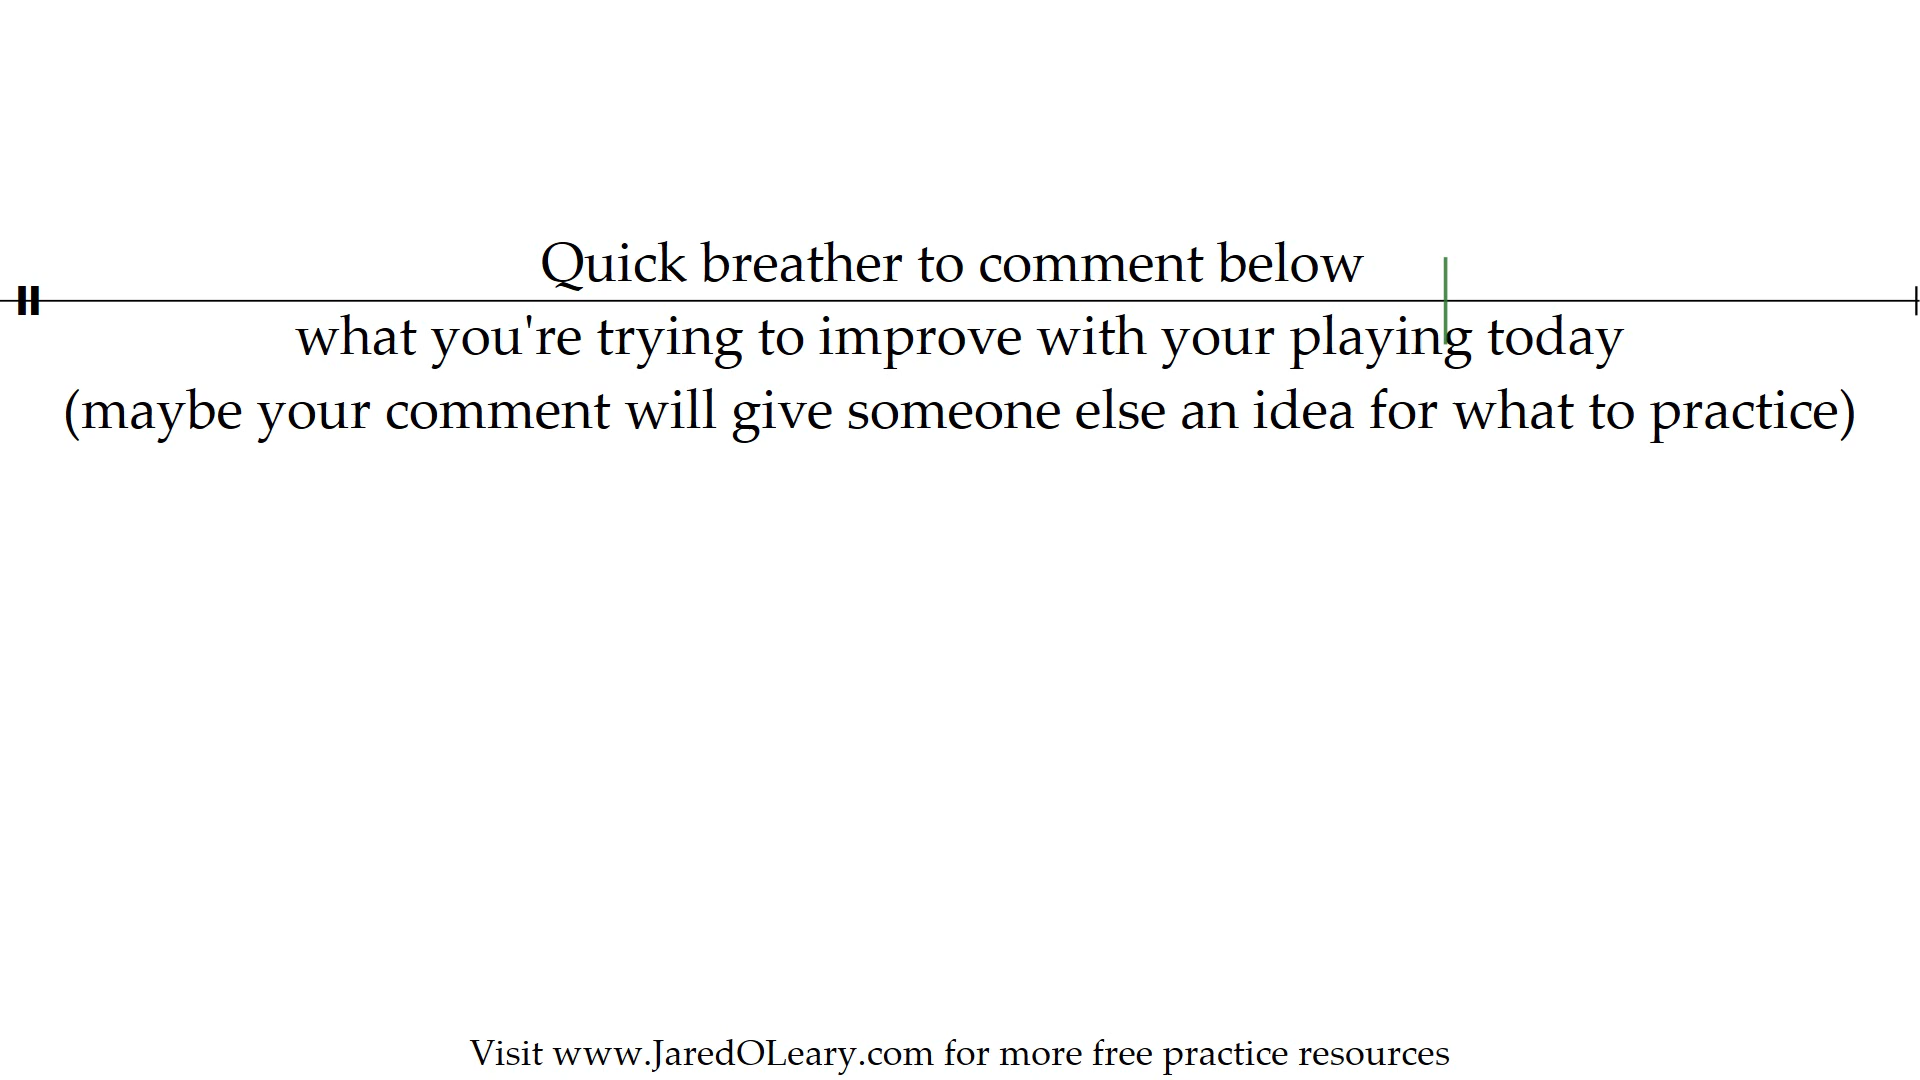 Quick breather to comment below
what you're trying to improve with your playing today
(maybe your comment will give someone else an idea for what to practice)
Visit www.JaredOLeary.com for more free practice resources